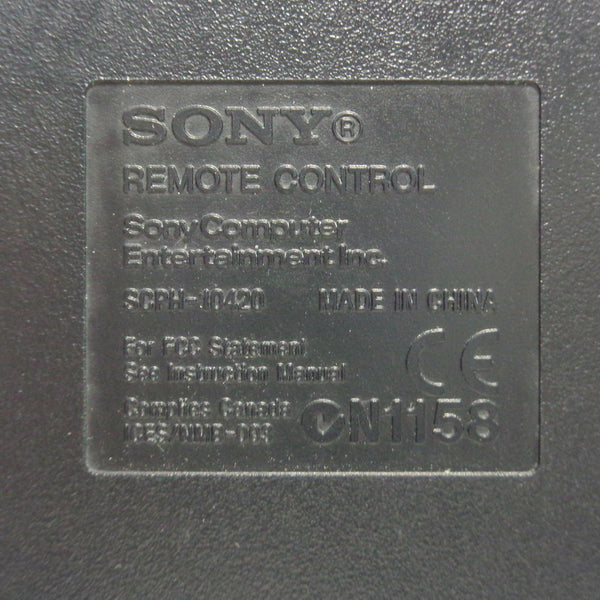 SONY®
REMOTE CONTROL
Sony Computer
Entertainment Inc.
SCPH-10420 MADE IN CHINA
For FCC Statement
See Instruction Manual
CE
Complies Canada
ICES/NMB-003
N1158